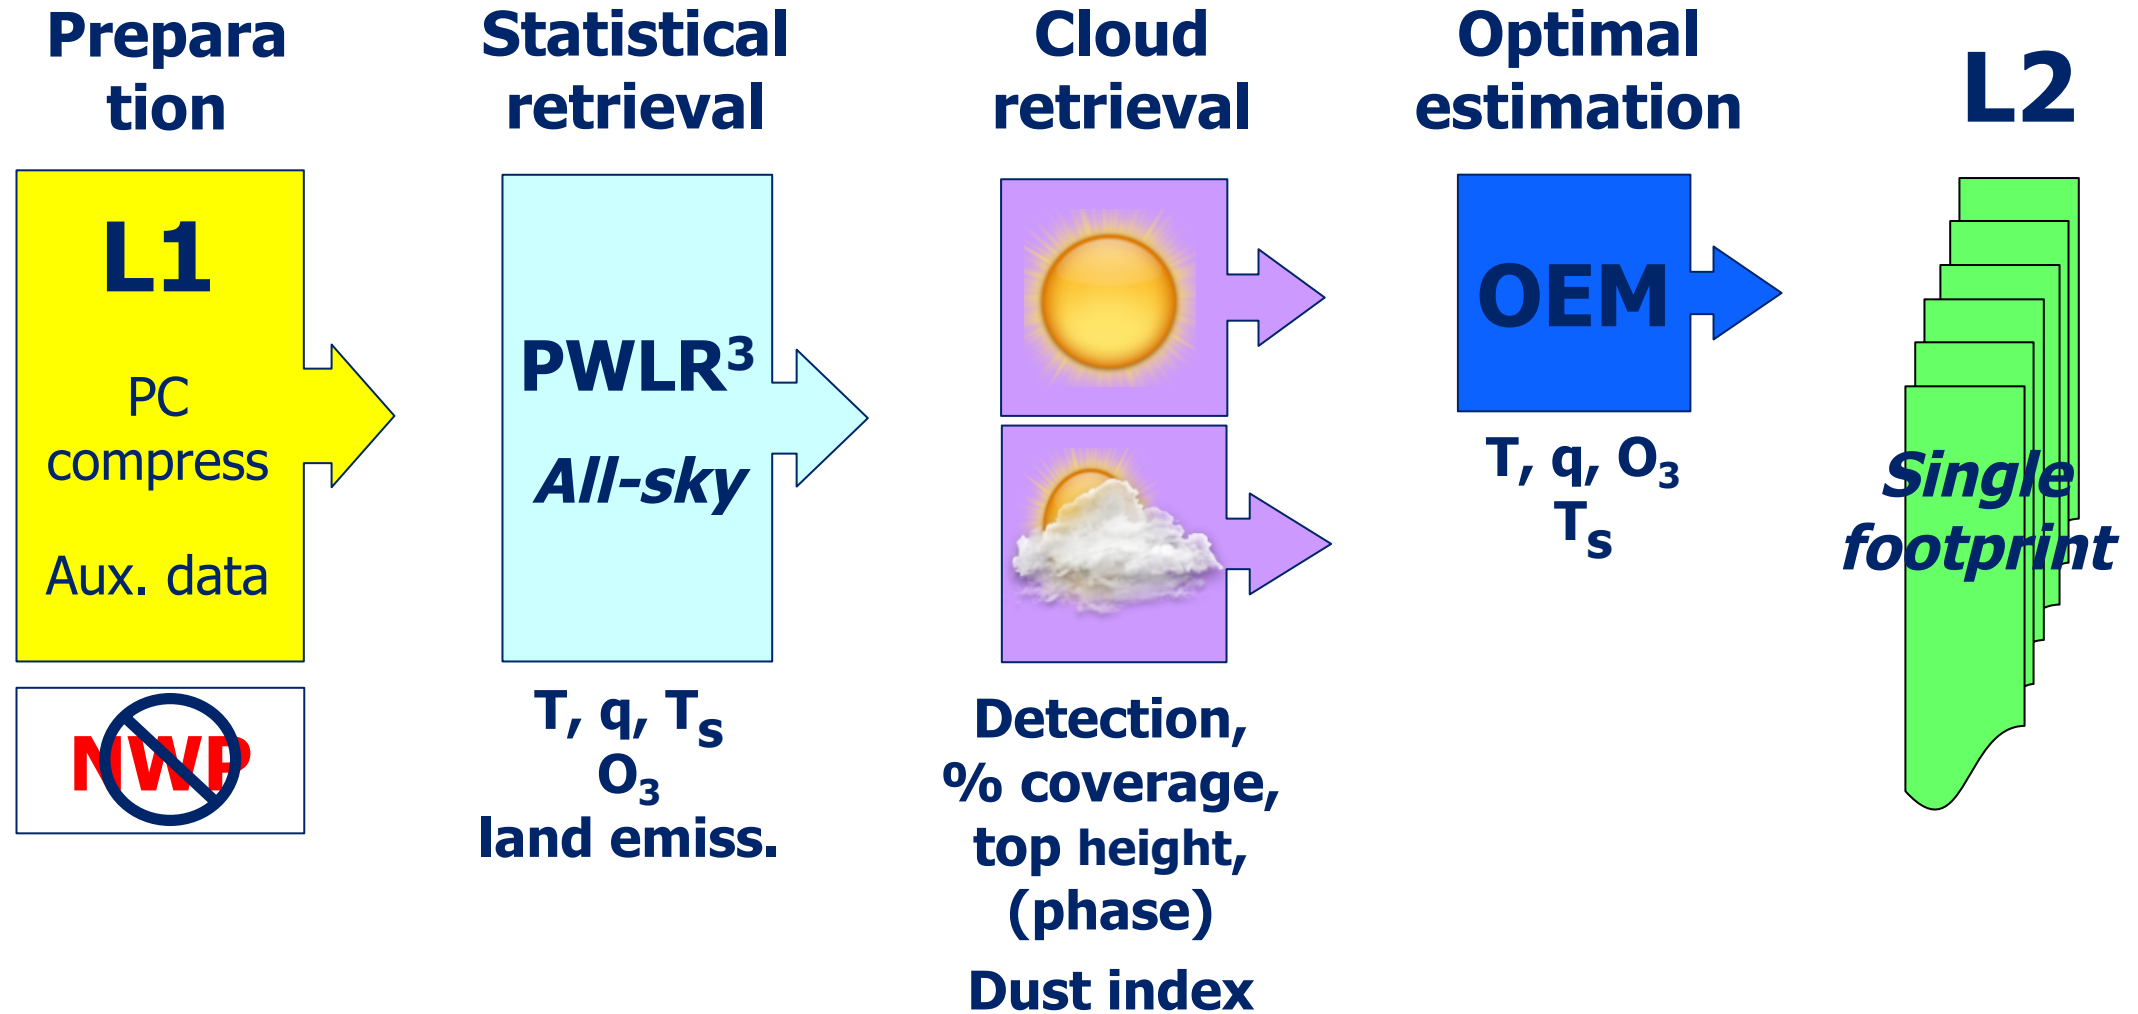 Prepara
tion
L1
PC
compress
Aux. data
NWP
Statistical
retrieval
PWLR³
All-sky
T, q, Tₛ
O₃
land emiss.
Cloud
retrieval
Detection,
% coverage,
top height,
(phase)
Dust index
Optimal
estimation
OEM
T, q, O₃
Tₛ
L2
Single
footprint